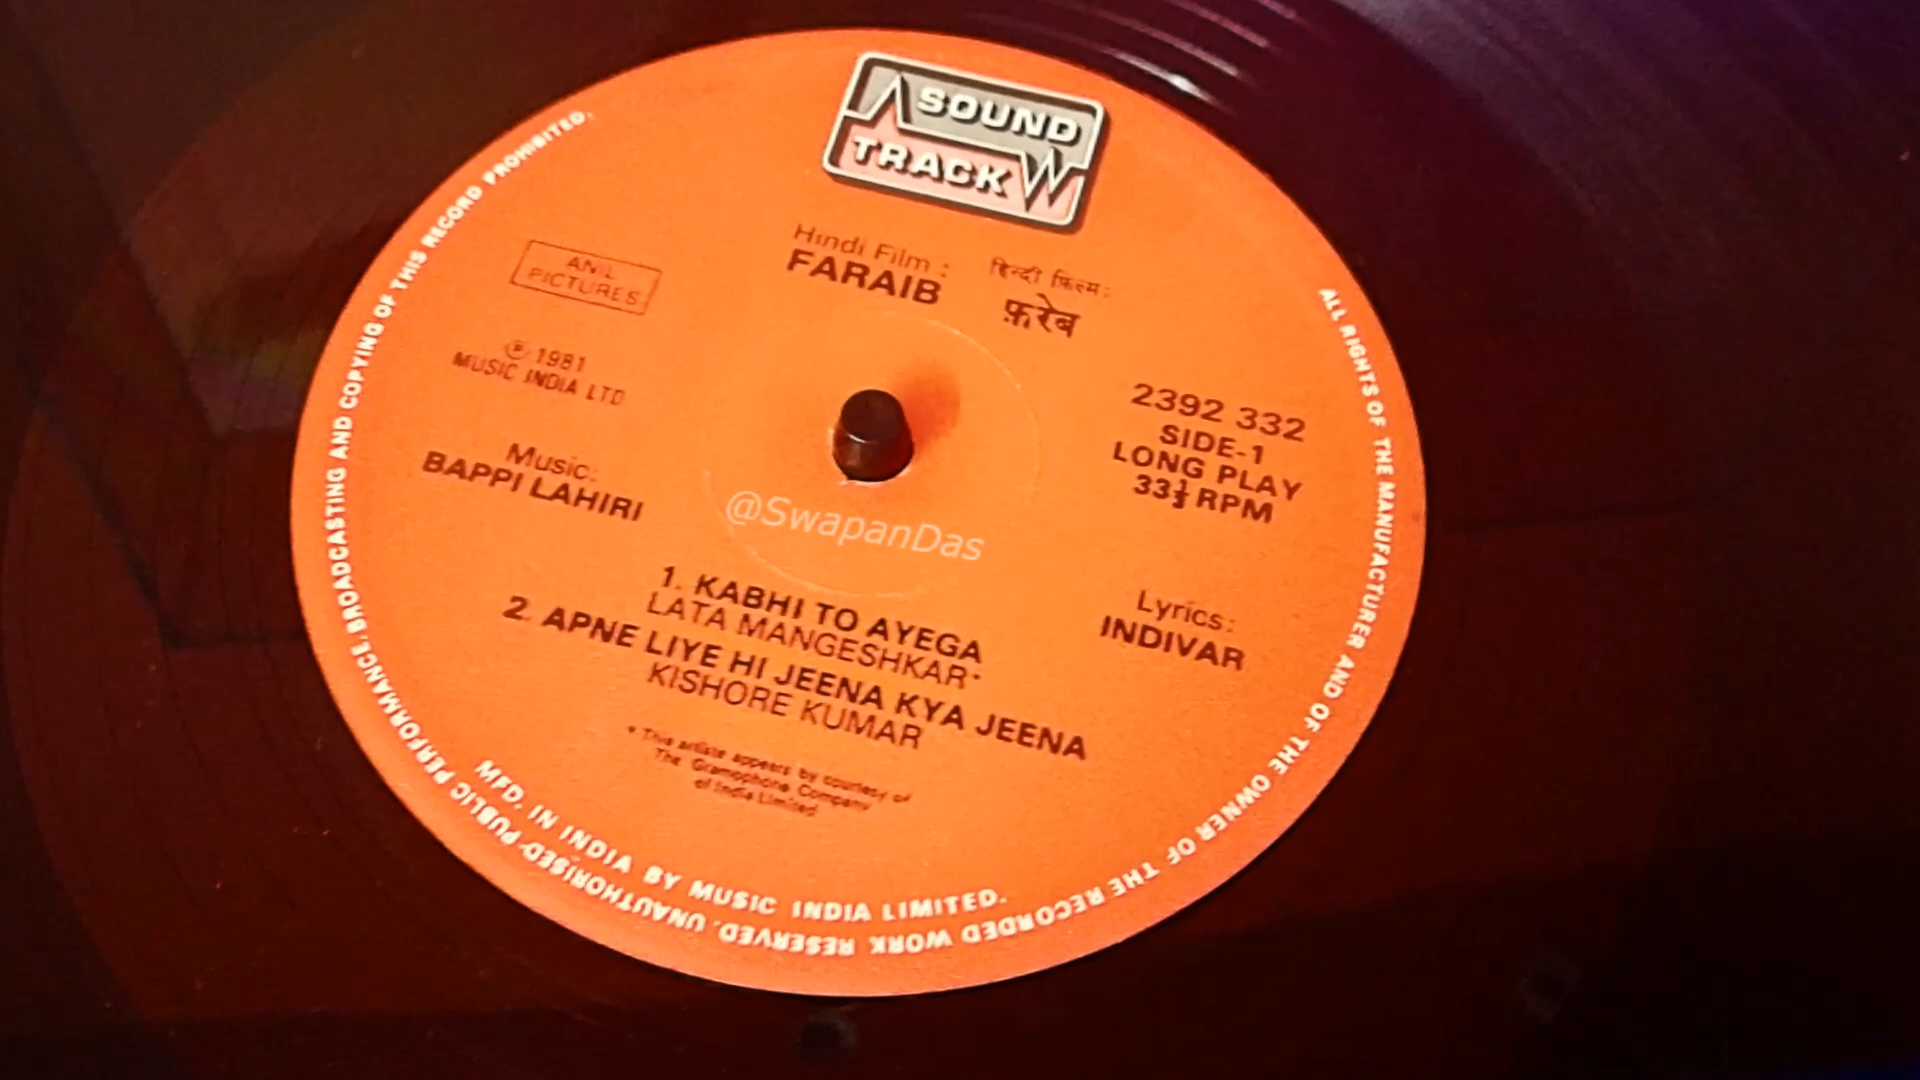 SOUND
TRACK
Hindi Film :
FARAIB
हिन्दी फ़िल्म:
फ़रेब
ANIL
PICTURES
Ⓟ 1981
MUSIC INDIA LTD
2392 332
SIDE-1
LONG PLAY
33⅓ RPM
Music:
BAPPI LAHIRI
@SwapanDas
Lyrics:
INDIVAR
1. KABHI TO AYEGA
LATA MANGESHKAR*
2. APNE LIYE HI JEENA KYA JEENA
KISHORE KUMAR
* This artiste appears by courtesy of
The Gramophone Company
of India Limited
MFD. IN INDIA BY MUSIC INDIA LIMITED.
ALL RIGHTS OF THE MANUFACTURER AND OF THE OWNER OF THE RECORDED WORK RESERVED. UNAUTHORISED PUBLIC PERFORMANCE, BROADCASTING AND COPYING OF THIS RECORD PROHIBITED.